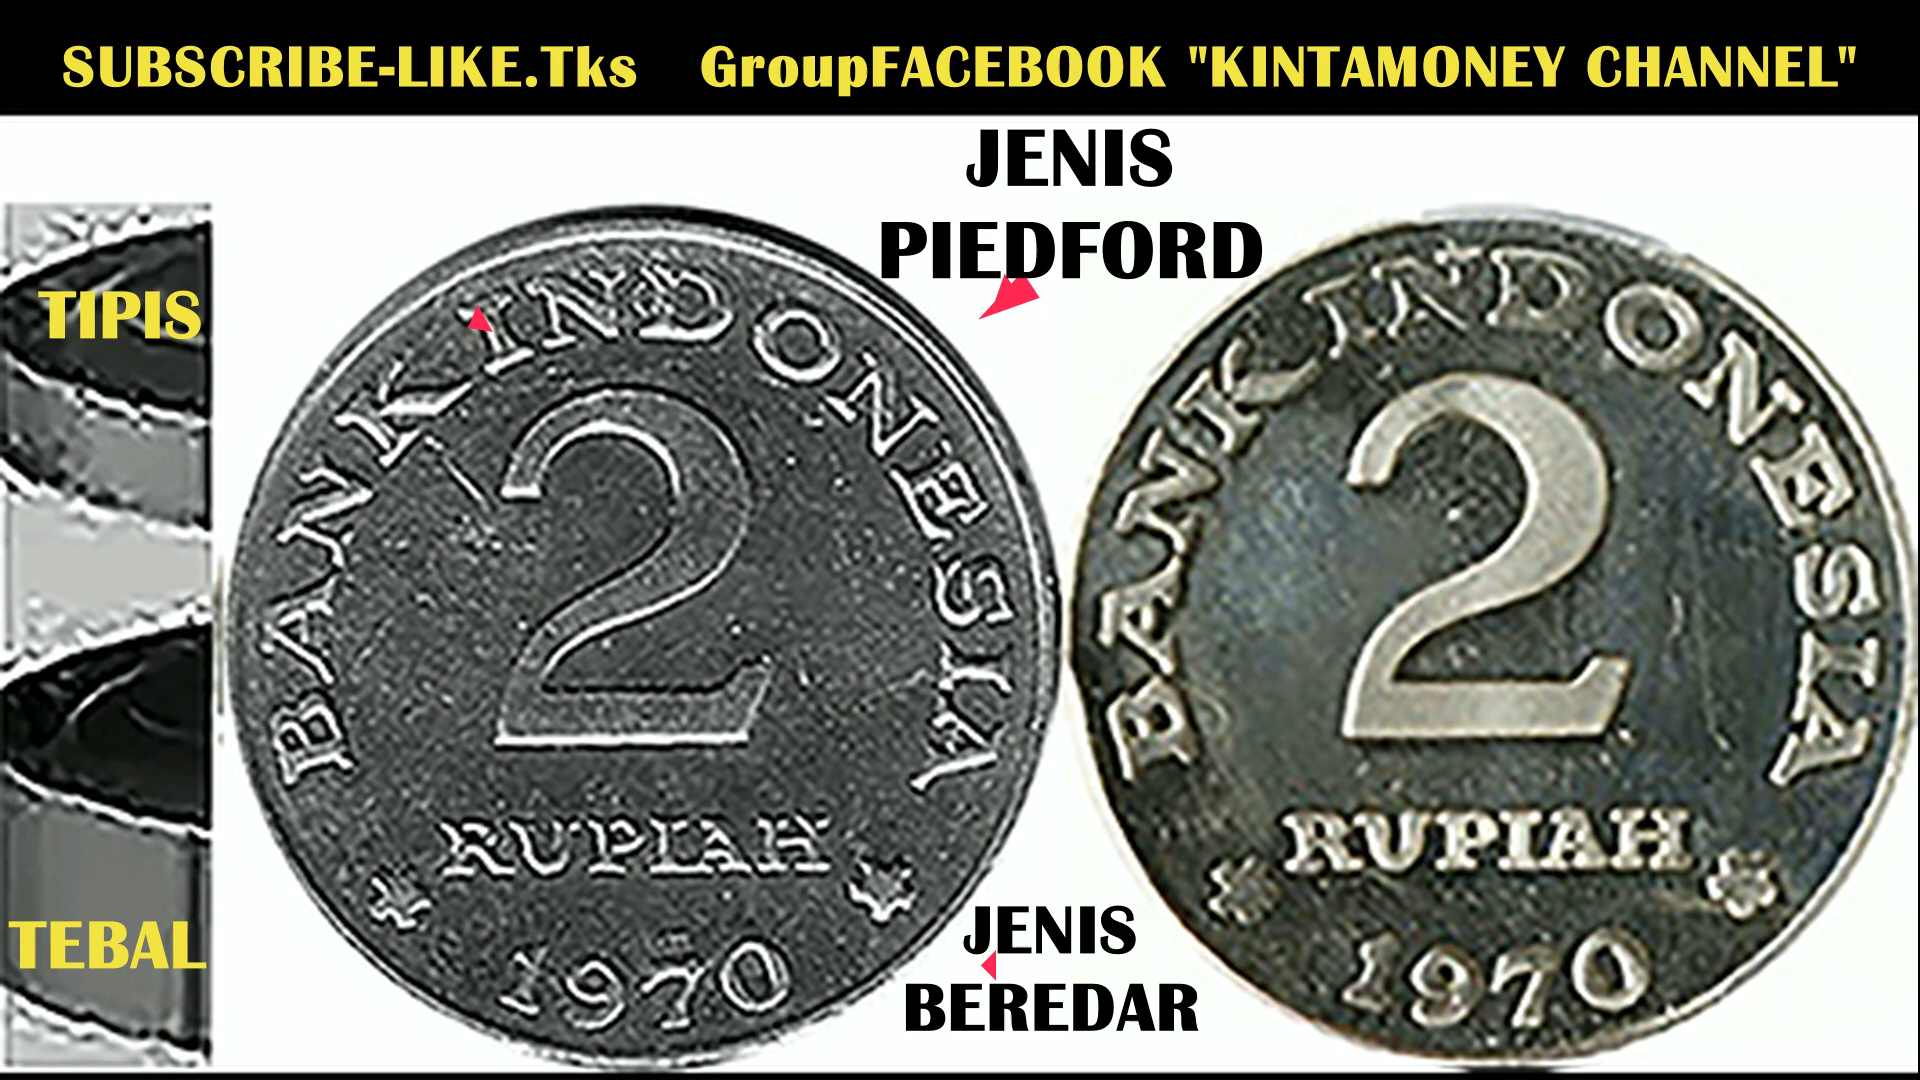 SUBSCRIBE-LIKE.Tks GroupFACEBOOK "KINTAMONEY CHANNEL"
JENIS
PIEDFORD
TIPIS
TEBAL
BANK INDONESIA
2
RUPIAH
1970
BANK INDONESIA
2
RUPIAH
1970
JENIS
BEREDAR